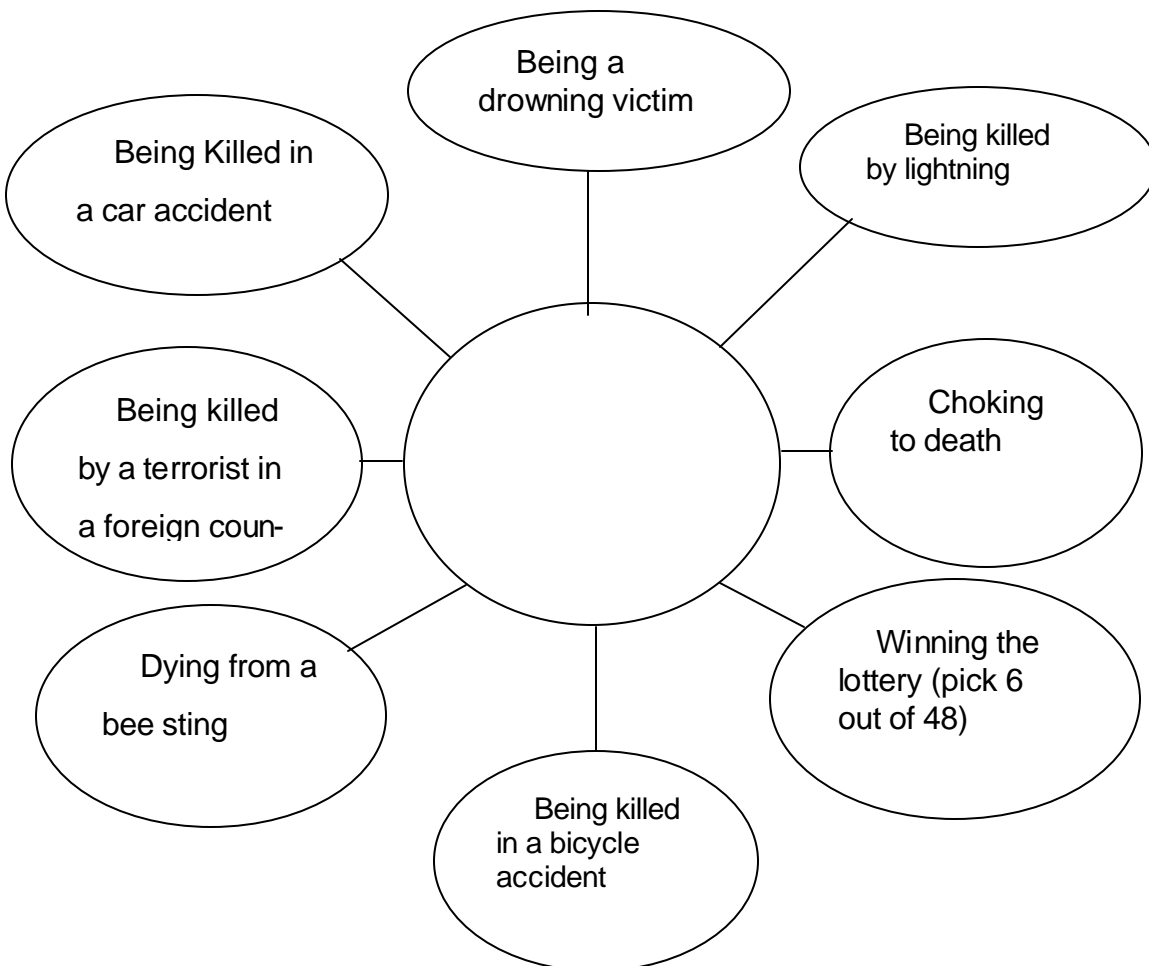 Being a
drowning victim
Being killed
by lightning
Being Killed in
a car accident
Choking
to death
Being killed
by a terrorist in
a foreign coun-
Winning the
lottery (pick 6
out of 48)
Dying from a
bee sting
Being killed
in a bicycle
accident